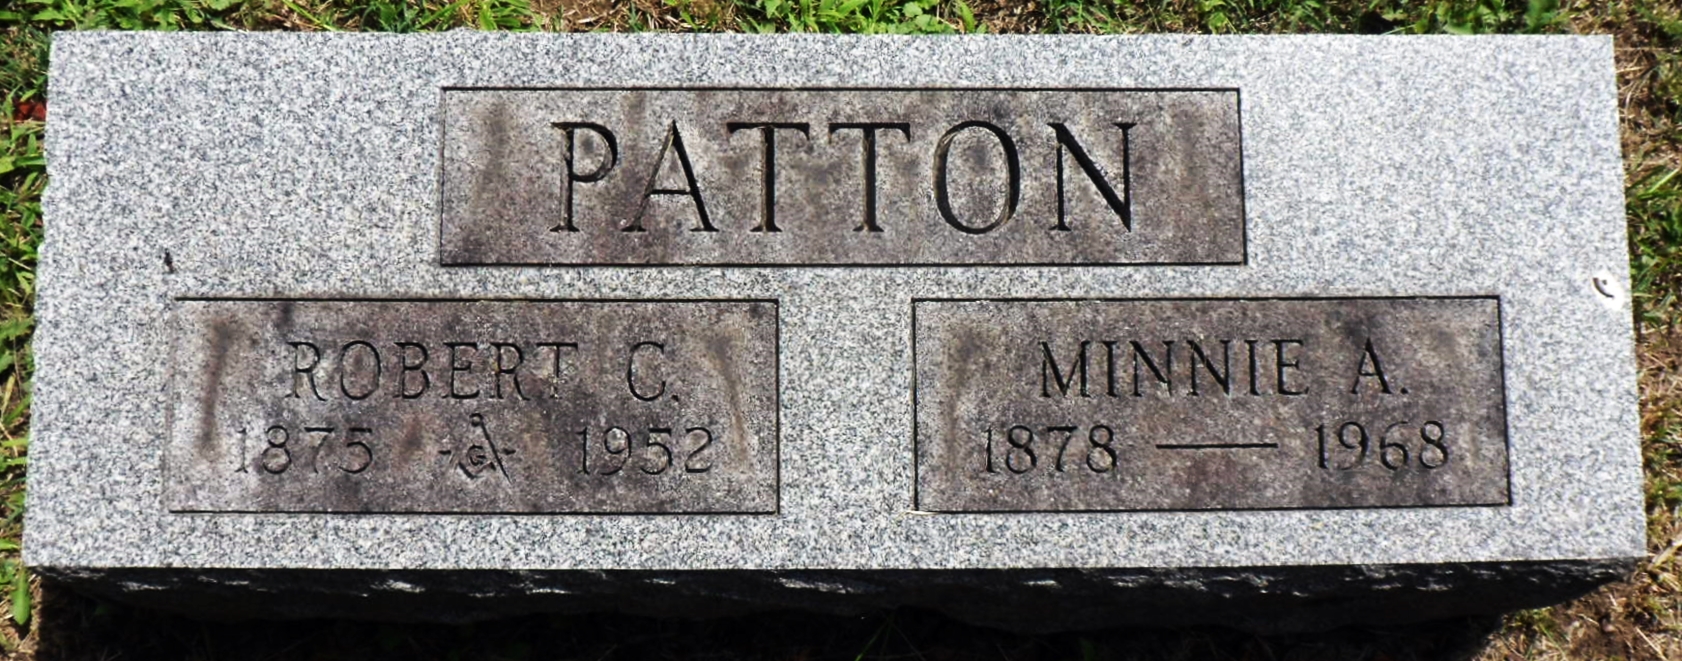 PATTON
ROBERT C.
1875 G 1952
MINNIE A.
1878 — 1968